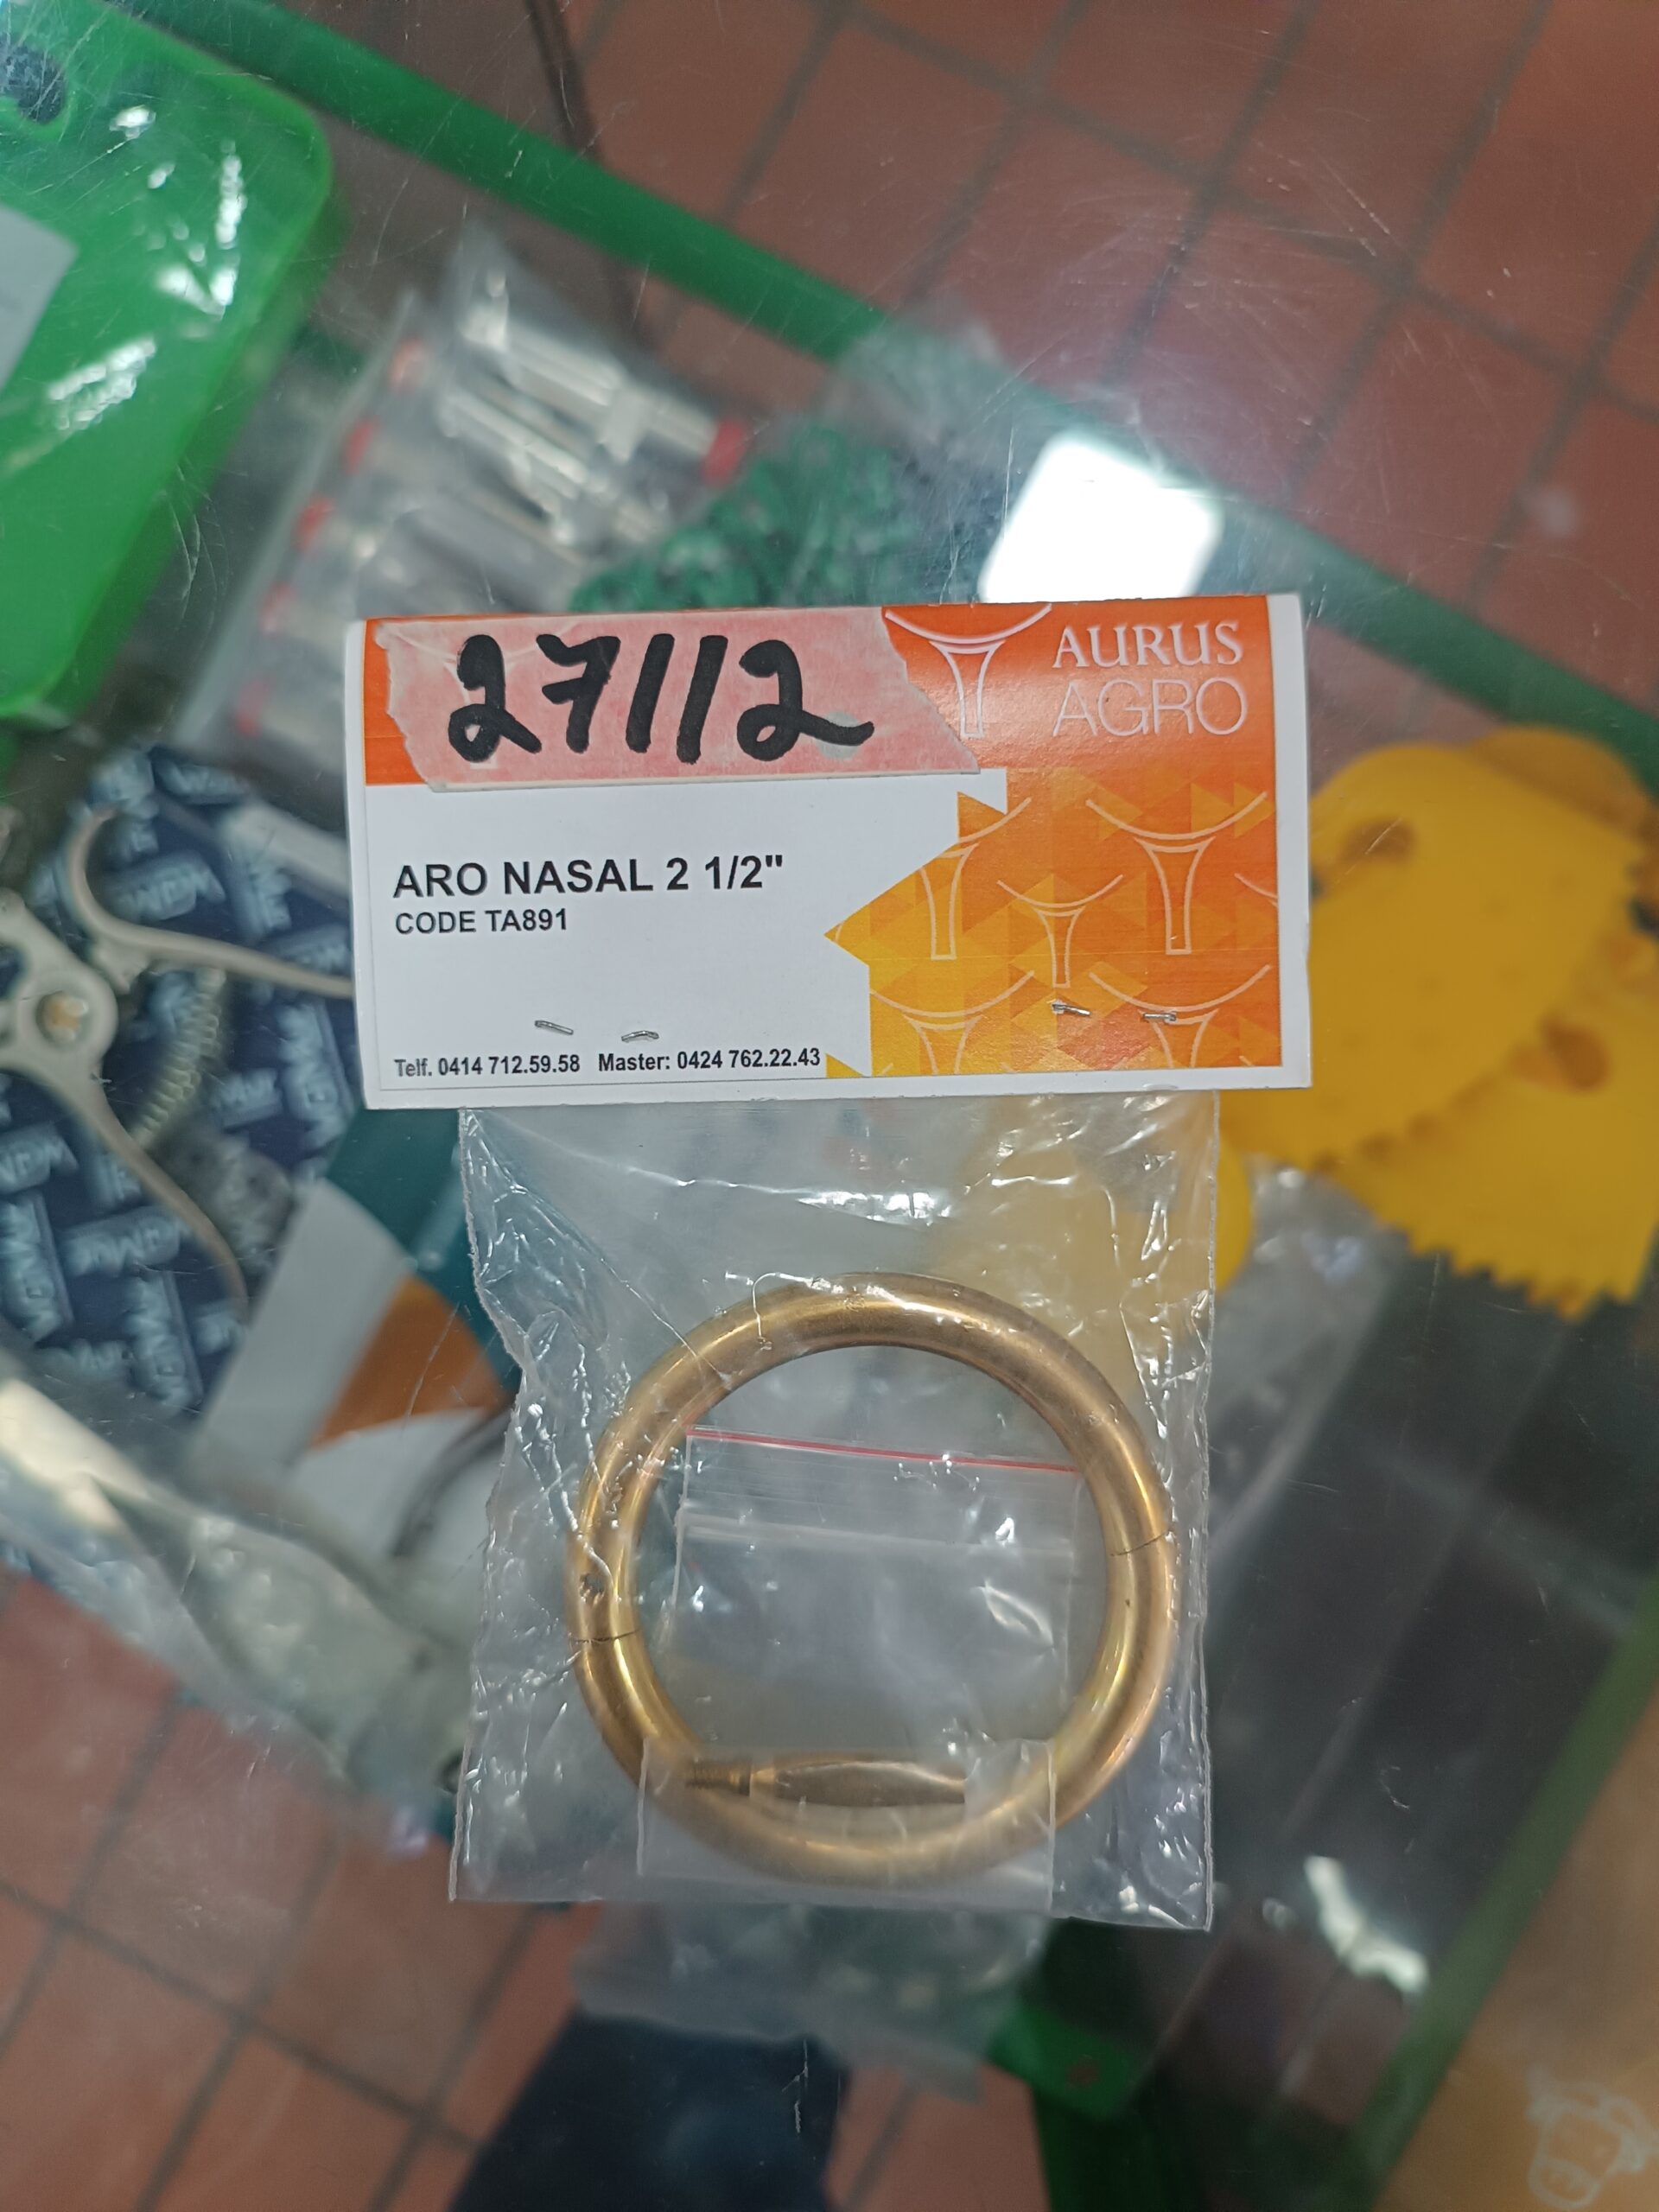 27112
AURUS
AGRO
ARO NASAL 2 1/2"
CODE TA891
Telf. 0414 712.59.58 Master: 0424 762.22.43